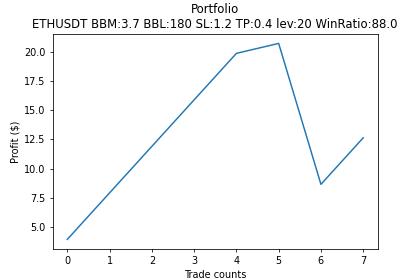 Portfolio
ETHUSDT BBM:3.7 BBL:180 SL:1.2 TP:0.4 lev:20 WinRatio:88.0
20.0
17.5
15.0
12.5
10.0
7.5
5.0
Profit ($)
0 1 2 3 4 5 6 7
Trade counts